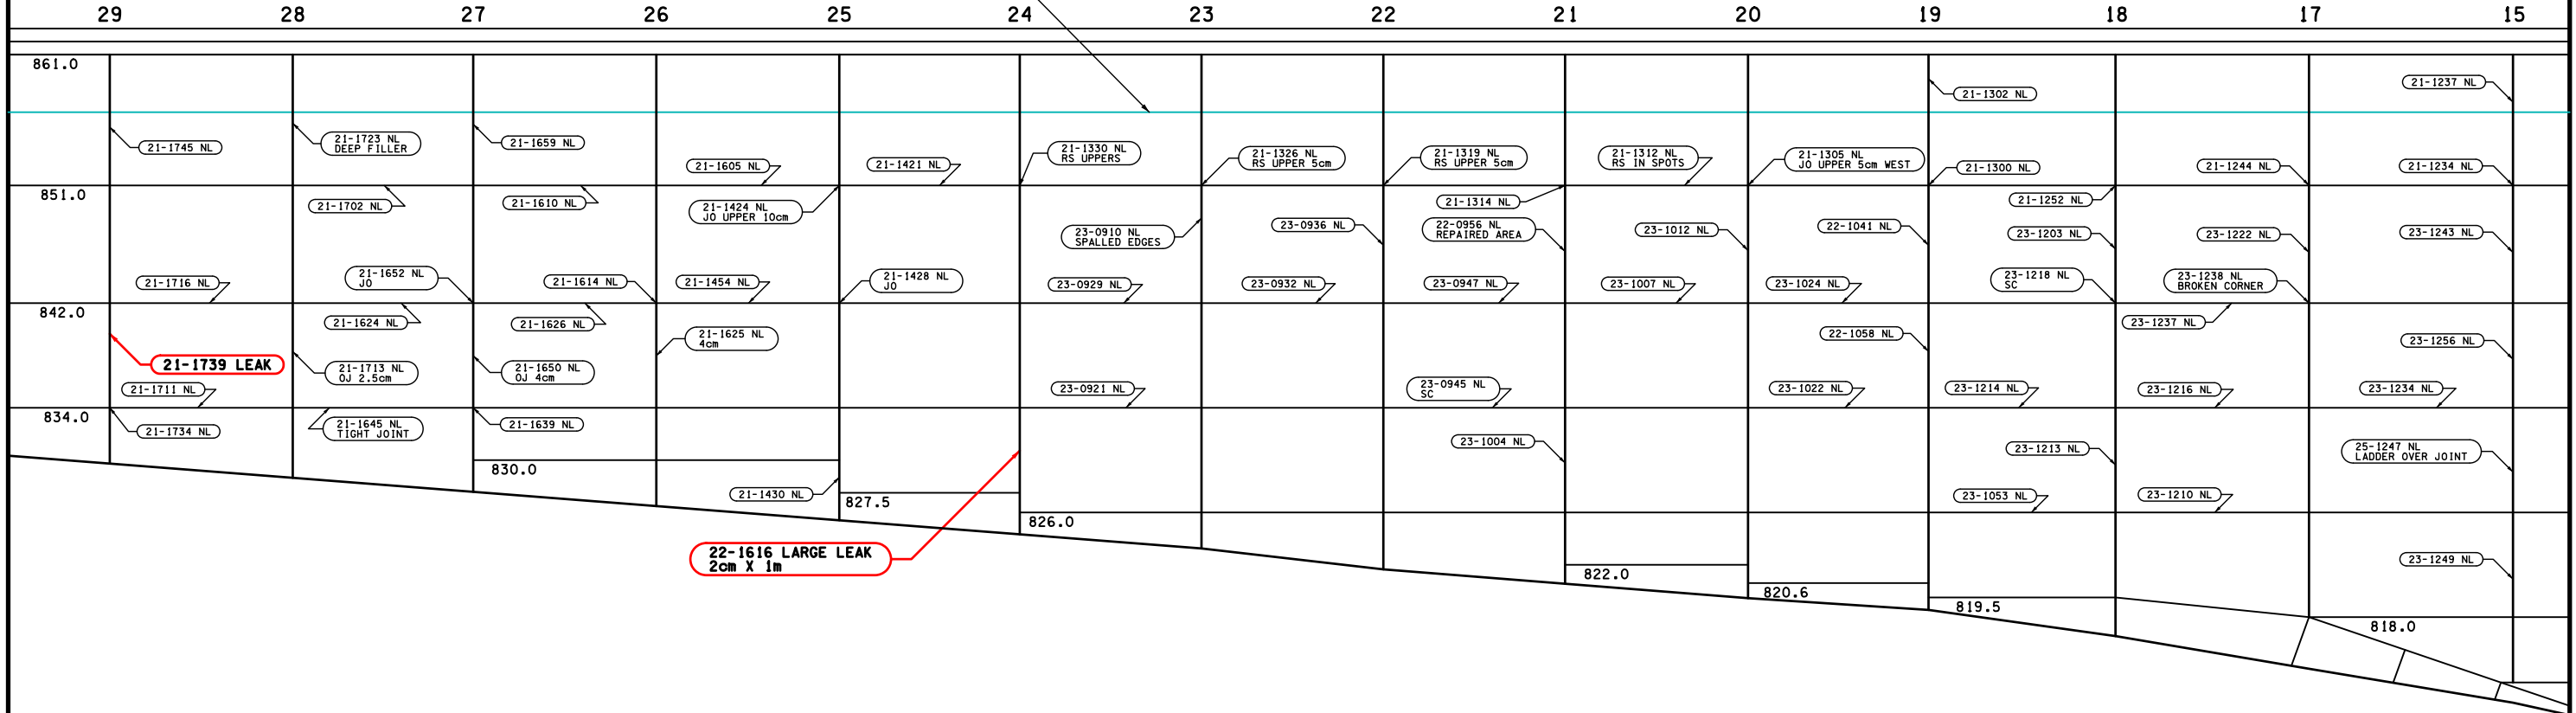 29 28 27 26 25 24 23 22 21 20 19 18 17 15
861.0
21-1302 NL
21-1237 NL
21-1745 NL
21-1723 NL
DEEP FILLER
21-1659 NL
21-1605 NL
21-1421 NL
21-1330 NL
RS UPPERS
21-1326 NL
RS UPPER 5cm
21-1319 NL
RS UPPER 5cm
21-1312 NL
RS IN SPOTS
21-1305 NL
JO UPPER 5cm WEST
21-1300 NL
21-1244 NL
21-1234 NL
851.0
21-1702 NL
21-1610 NL
21-1424 NL
JO UPPER 10cm
21-1314 NL
21-1252 NL
23-0910 NL
SPALLED EDGES
23-0936 NL
22-0956 NL
REPAIRED AREA
23-1012 NL
22-1041 NL
23-1203 NL
23-1222 NL
23-1243 NL
21-1716 NL
21-1652 NL
JO
21-1614 NL
21-1454 NL
21-1428 NL
JO
23-0929 NL
23-0932 NL
23-0947 NL
23-1007 NL
23-1024 NL
23-1218 NL
SC
23-1238 NL
BROKEN CORNER
842.0
21-1624 NL
21-1626 NL
21-1625 NL
4cm
22-1058 NL
23-1237 NL
23-1256 NL
21-1739 LEAK
21-1713 NL
OJ 2.5cm
21-1650 NL
OJ 4cm
21-1711 NL
23-0921 NL
23-0945 NL
SC
23-1022 NL
23-1214 NL
23-1216 NL
23-1234 NL
834.0
21-1734 NL
21-1645 NL
TIGHT JOINT
21-1639 NL
23-1004 NL
23-1213 NL
25-1247 NL
LADDER OVER JOINT
830.0
21-1430 NL
827.5
23-1053 NL
23-1210 NL
826.0
22-1616 LARGE LEAK
2cm X 1m
23-1249 NL
822.0
820.6
819.5
818.0